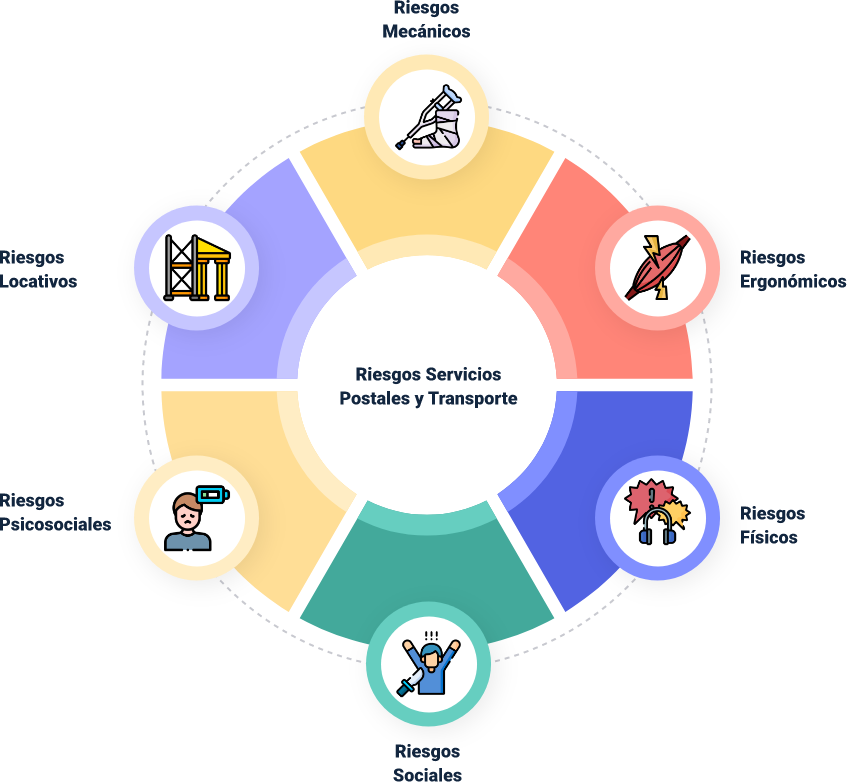 Riesgos
Mecánicos
Riesgos
Locativos
Riesgos
Ergonómicos
Riesgos Servicios
Postales y Transporte
Riesgos
Psicosociales
Riesgos
Físicos
Riesgos
Sociales